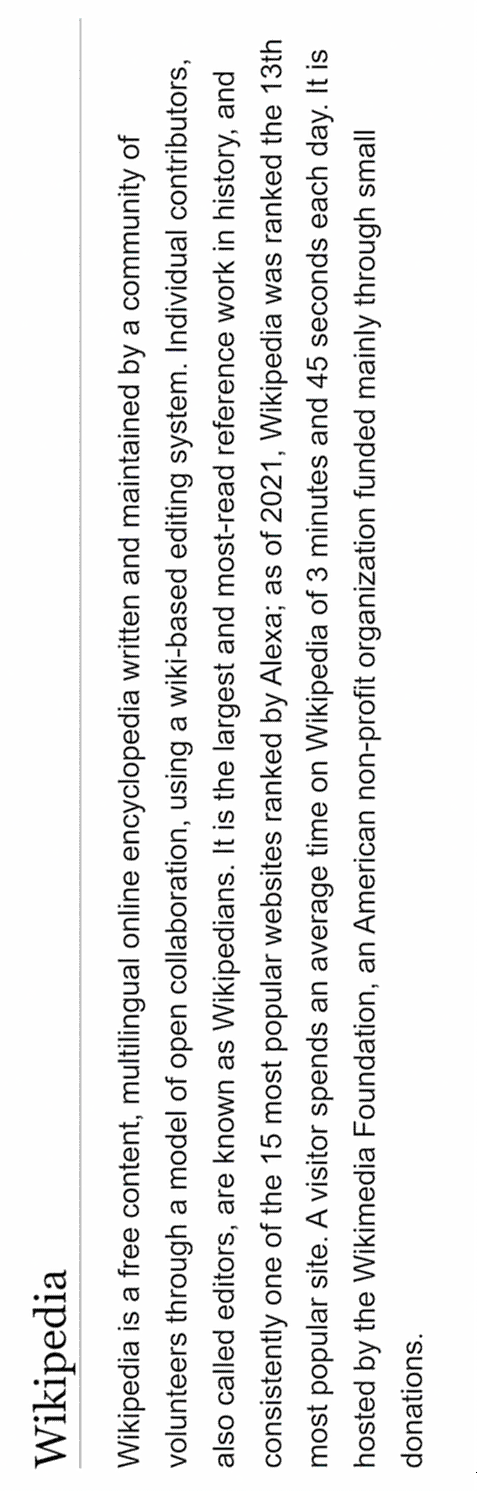 Wikipedia
Wikipedia is a free content, multilingual online encyclopedia written and maintained by a community of
volunteers through a model of open collaboration, using a wiki-based editing system. Individual contributors,
also called editors, are known as Wikipedians. It is the largest and most-read reference work in history, and
consistently one of the 15 most popular websites ranked by Alexa; as of 2021, Wikipedia was ranked the 13th
most popular site. A visitor spends an average time on Wikipedia of 3 minutes and 45 seconds each day. It is
hosted by the Wikimedia Foundation, an American non-profit organization funded mainly through small
donations.